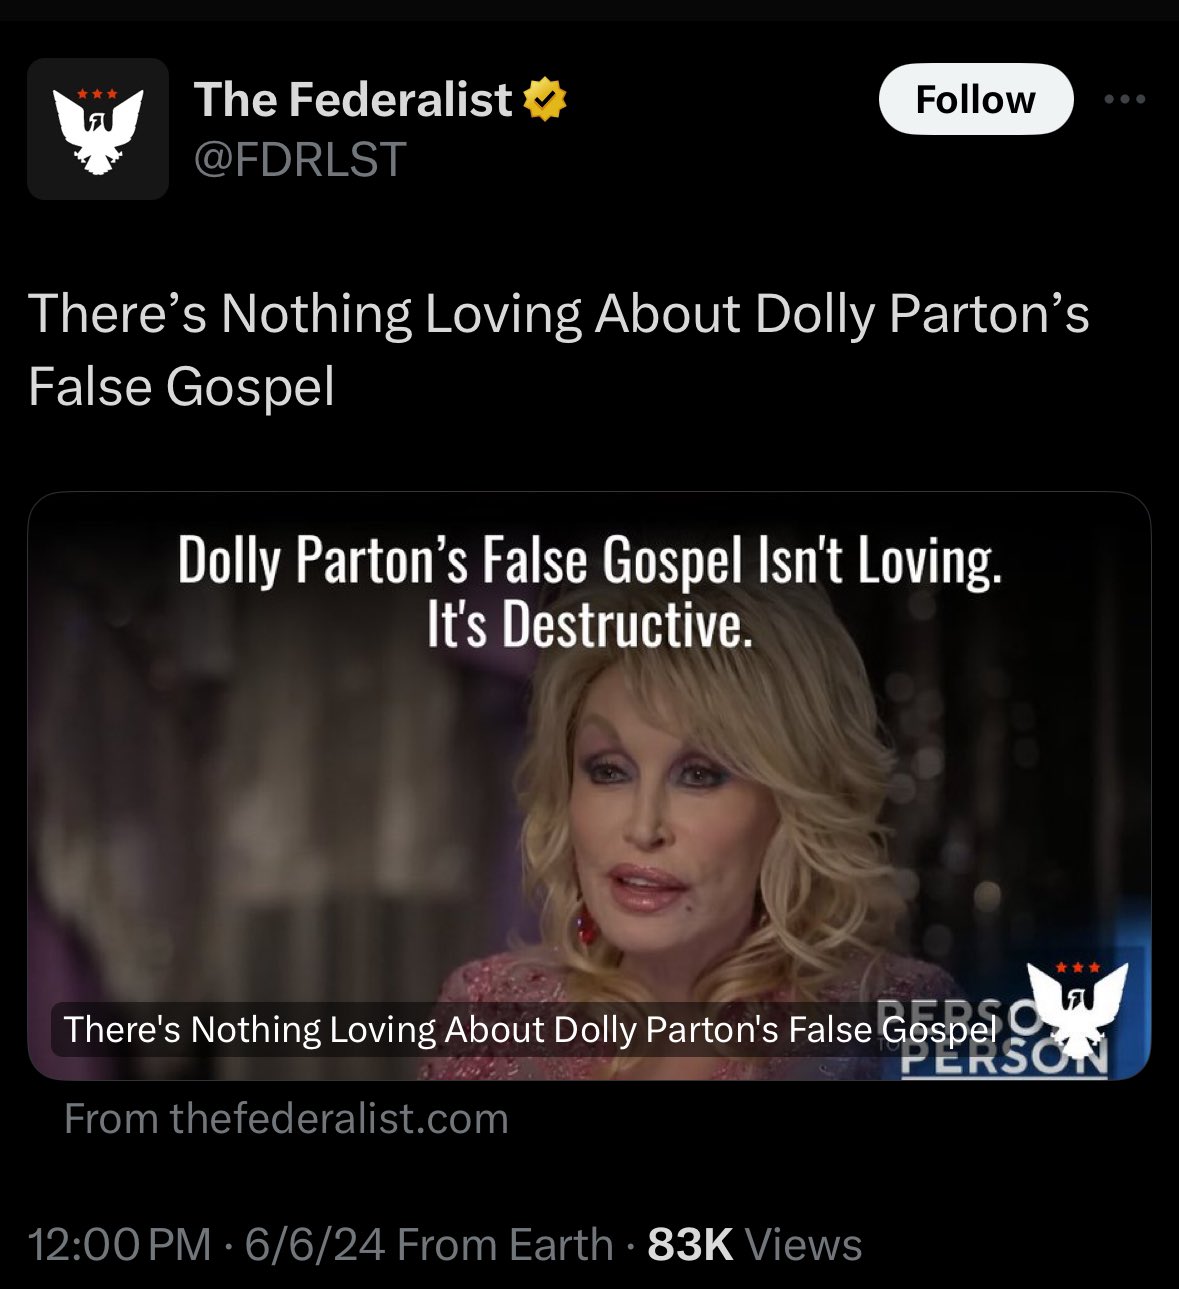 The Federalist
Follow
@FDRLST
There’s Nothing Loving About Dolly Parton’s
False Gospel
Dolly Parton’s False Gospel Isn't Loving.
It's Destructive.
There's Nothing Loving About Dolly Parton's False Gospel
PERSO
TO
PERSON
From thefederalist.com
12:00 PM · 6/6/24 From Earth · 83K Views